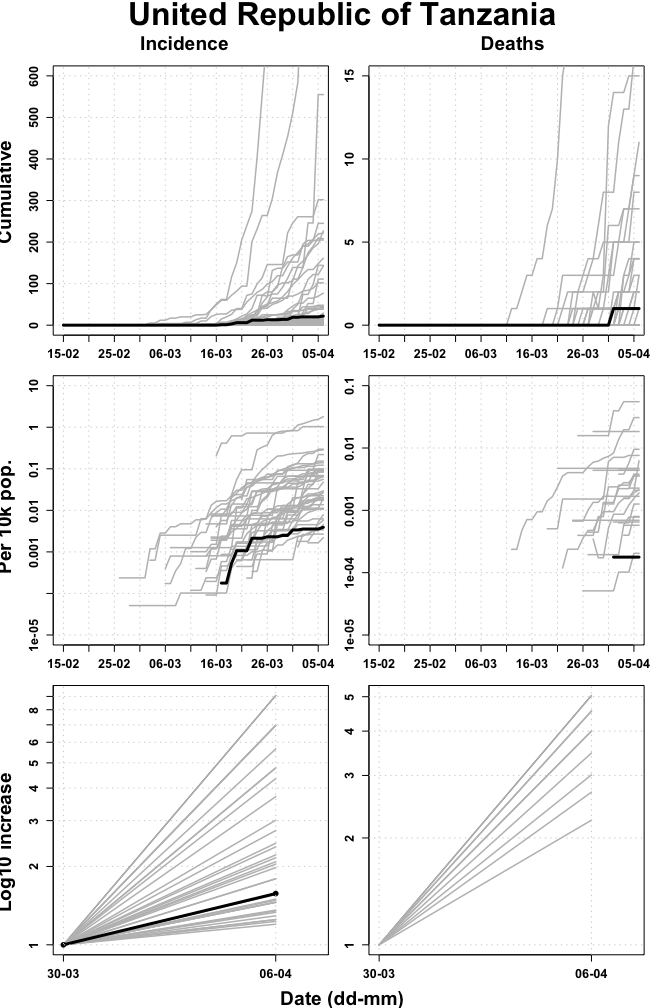 United Republic of Tanzania
Incidence
Deaths
Cumulative
600
500
400
300
200
100
0
15-02 25-02 06-03 16-03 26-03 05-04
15
10
5
0
15-02 25-02 06-03 16-03 26-03 05-04
Per 10k pop.
10
1
0.1
0.01
0.001
1e-05
15-02 25-02 06-03 16-03 26-03 05-04
0.1
0.01
0.001
1e-04
1e-05
15-02 25-02 06-03 16-03 26-03 05-04
Log10 increase
8
6
5
4
3
2
1
30-03 06-04
5
4
3
2
1
30-03 06-04
Date (dd-mm)